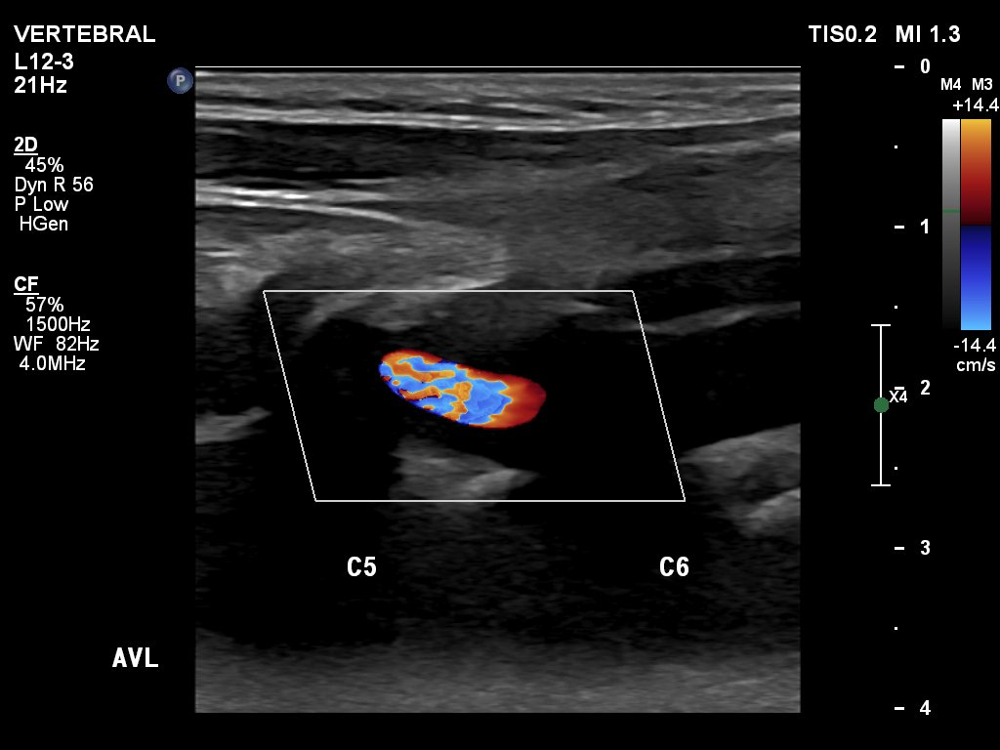 VERTEBRAL
L12-3
21Hz
TIS0.2 MI 1.3
P
2D
45%
Dyn R 56
P Low
HGen
CF
57%
1500Hz
WF 82Hz
4.0MHz
M4 M3
+14.4
-14.4
cm/s
0
1
2
X4
3
4
C5
C6
AVL